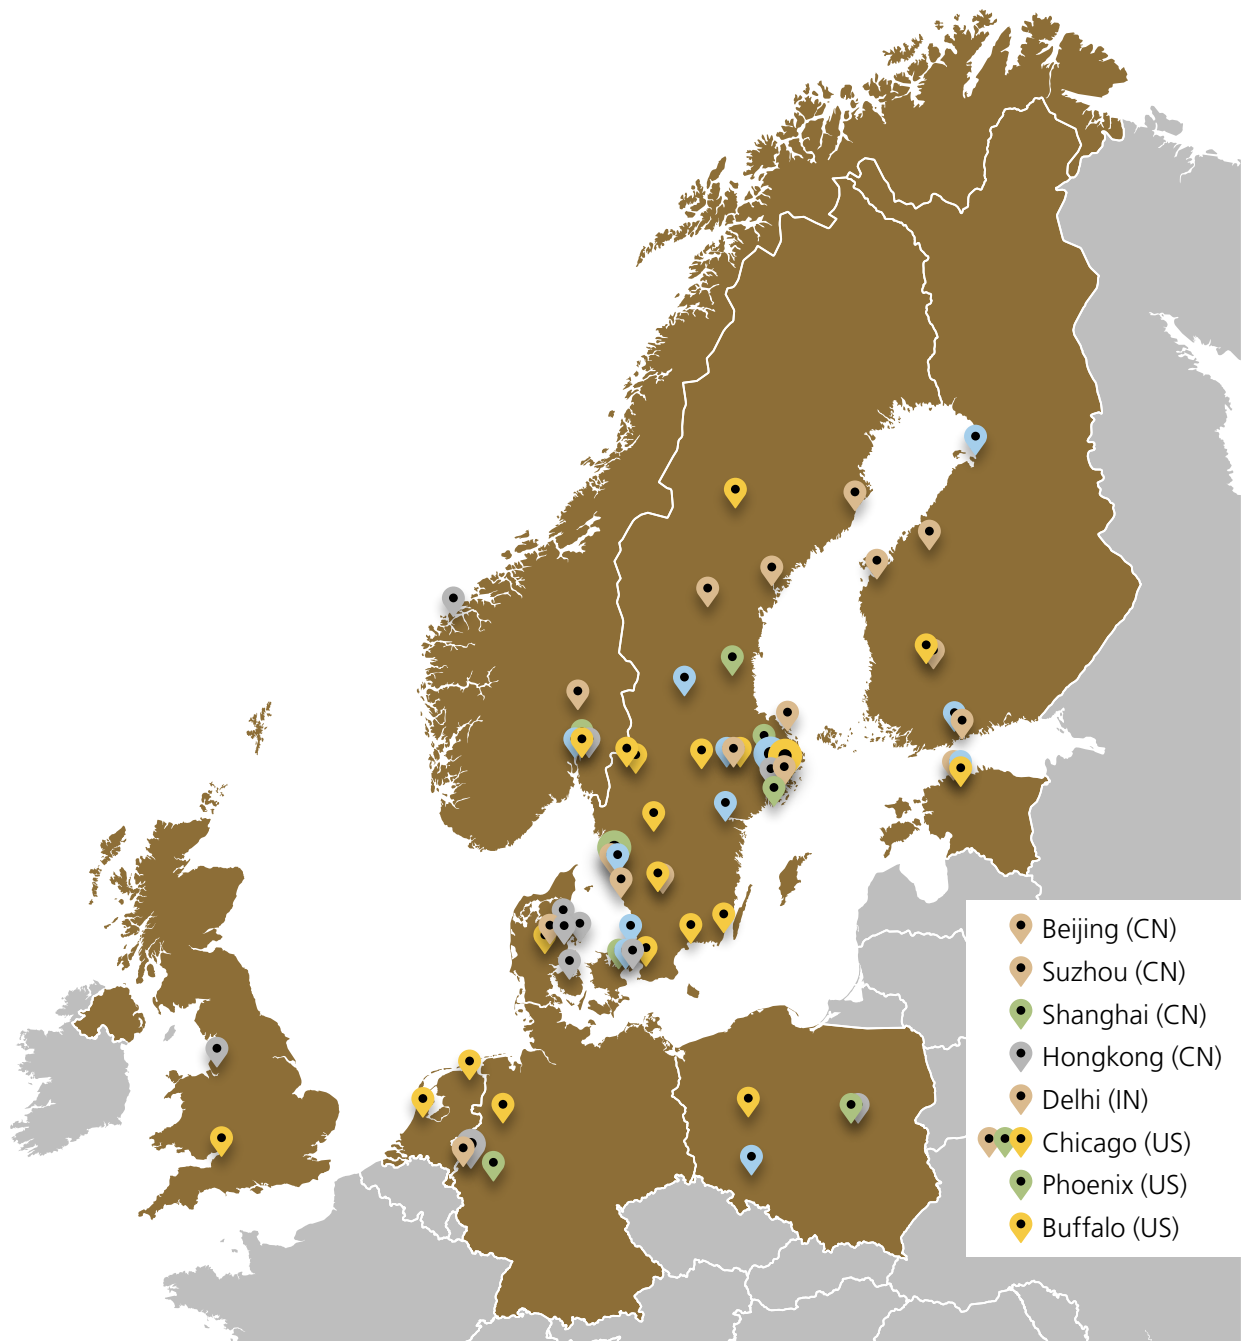 Beijing (CN)
Suzhou (CN)
Shanghai (CN)
Hongkong (CN)
Delhi (IN)
Chicago (US)
Phoenix (US)
Buffalo (US)